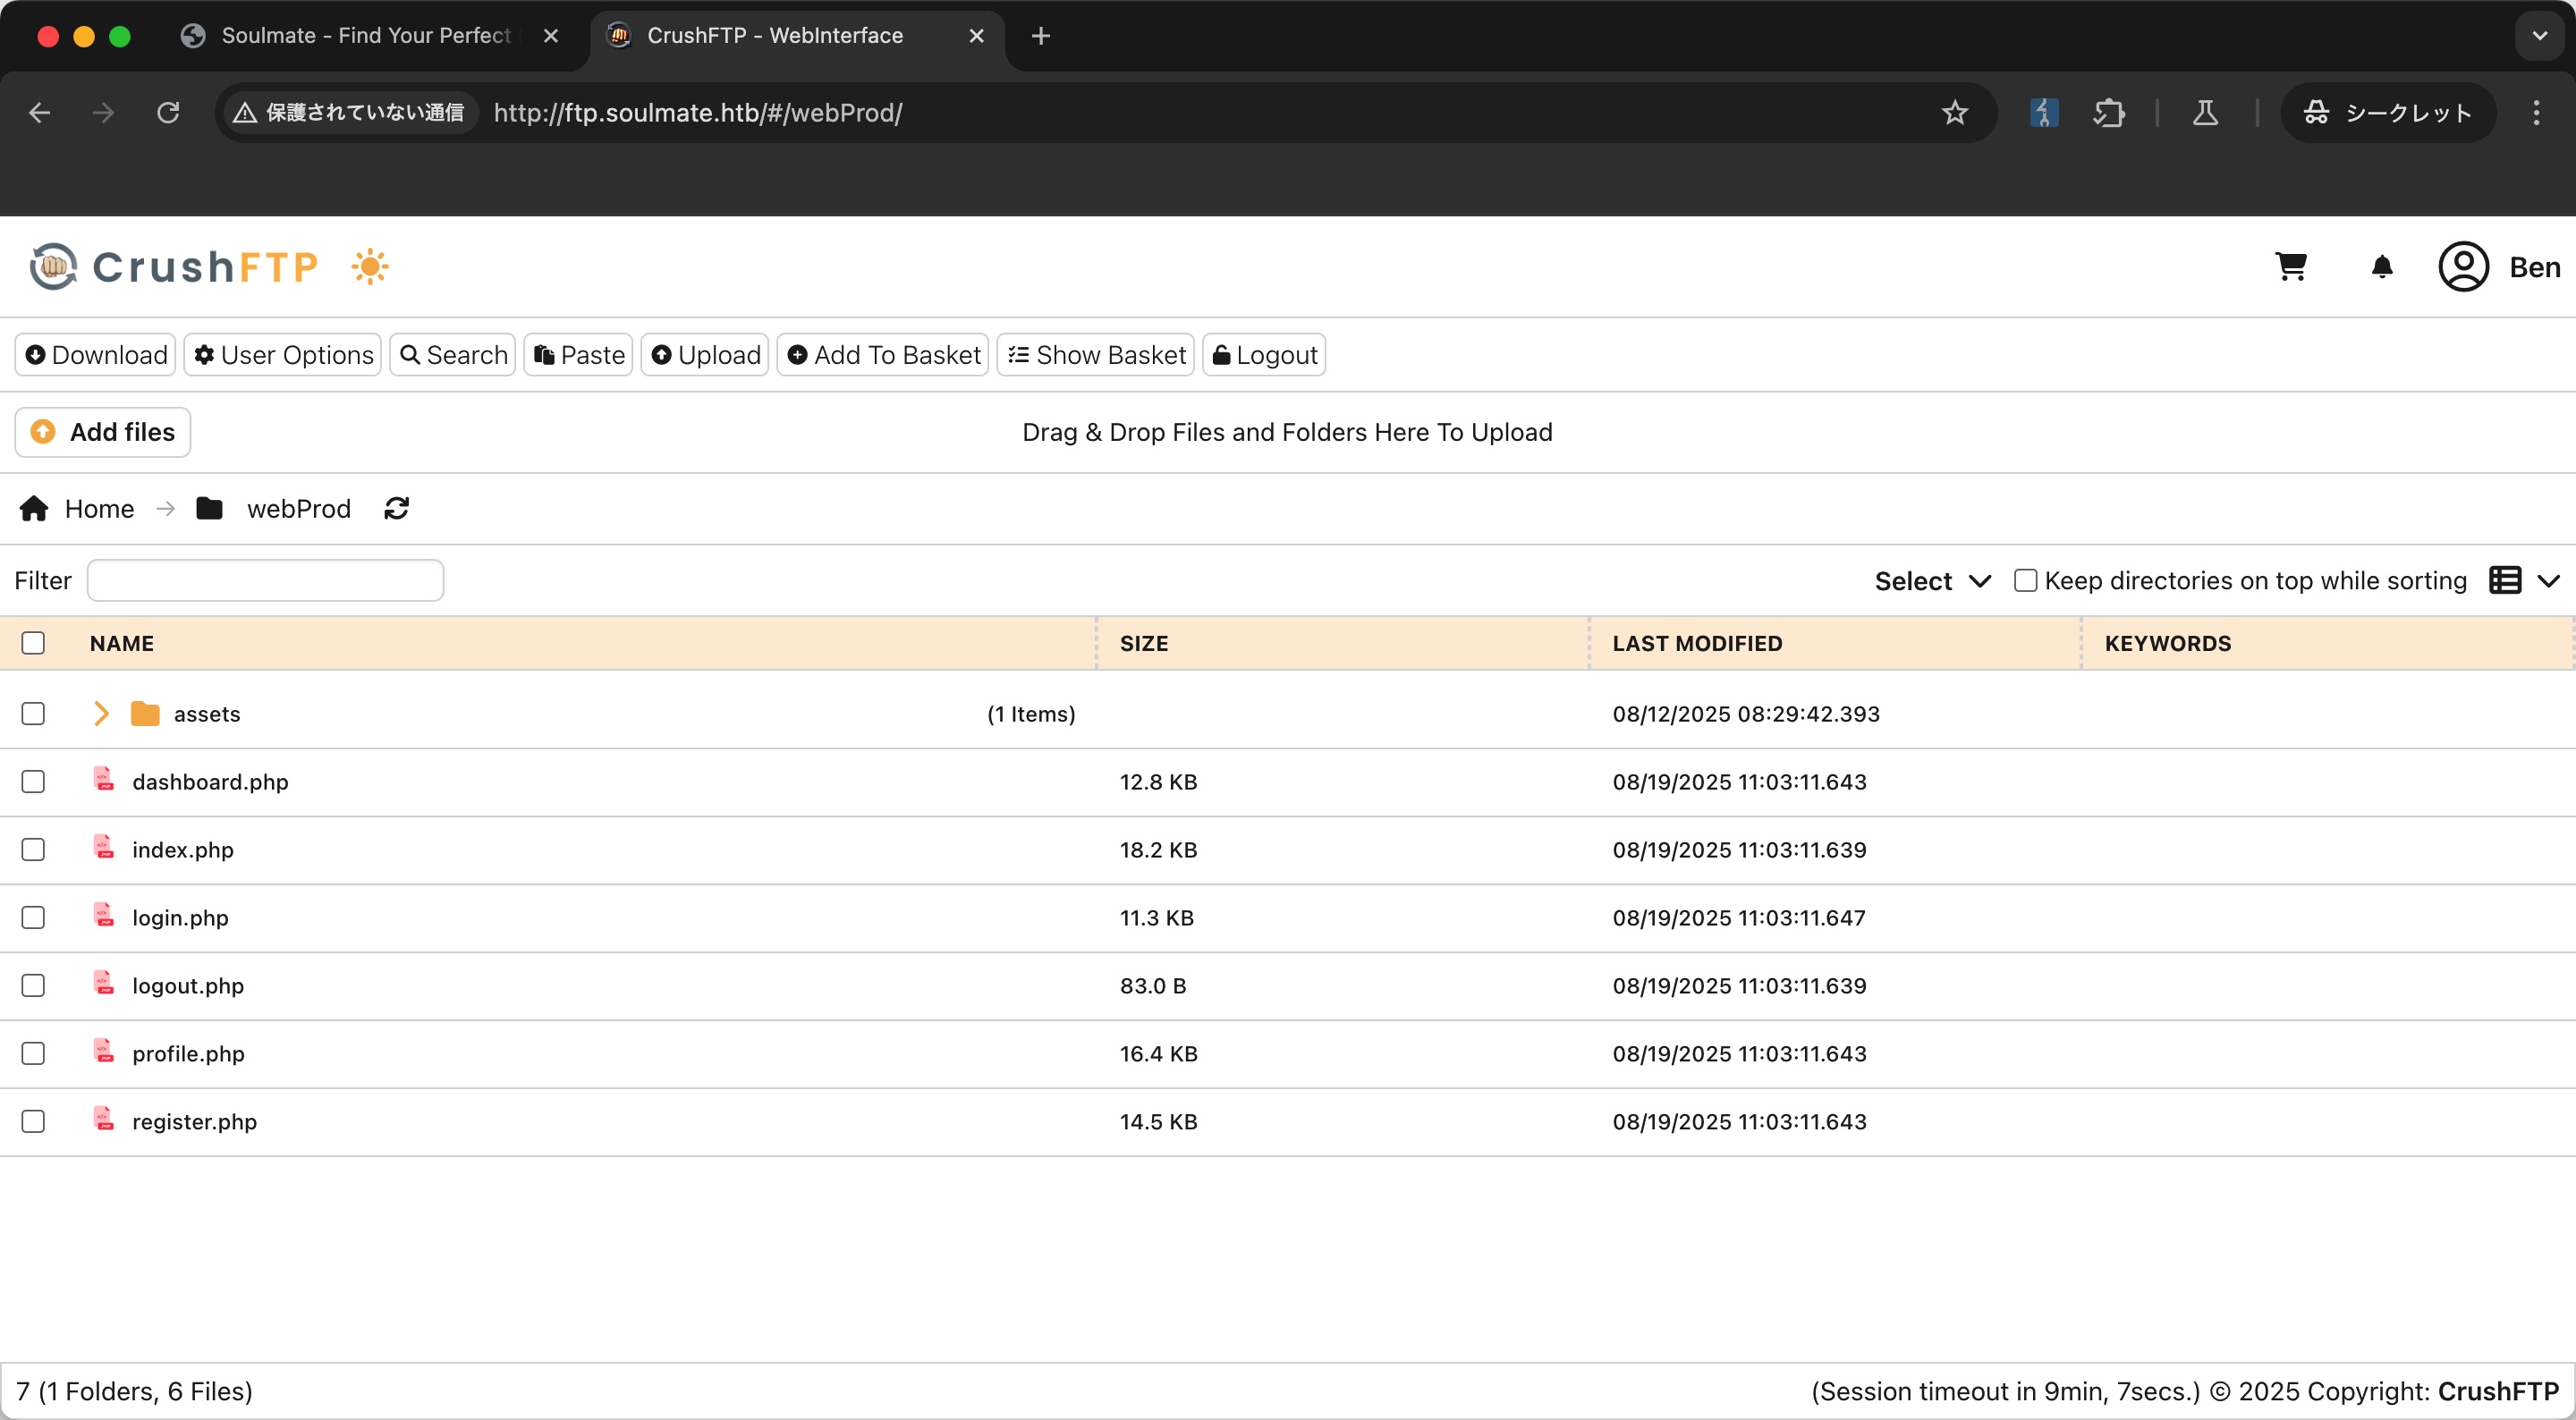 Soulmate - Find Your Perfect
CrushFTP - WebInterface
保護されていない通信 http://ftp.soulmate.htb/#/webProd/ シークレット
CrushFTP Ben
Download User Options Search Paste Upload Add To Basket Show Basket Logout
Add files Drag & Drop Files and Folders Here To Upload
Home → webProd
Filter Select Keep directories on top while sorting
NAME SIZE LAST MODIFIED KEYWORDS
assets (1 Items) 08/12/2025 08:29:42.393
dashboard.php 12.8 KB 08/19/2025 11:03:11.643
index.php 18.2 KB 08/19/2025 11:03:11.639
login.php 11.3 KB 08/19/2025 11:03:11.647
logout.php 83.0 B 08/19/2025 11:03:11.639
profile.php 16.4 KB 08/19/2025 11:03:11.643
register.php 14.5 KB 08/19/2025 11:03:11.643
7 (1 Folders, 6 Files) (Session timeout in 9min, 7secs.) © 2025 Copyright: CrushFTP